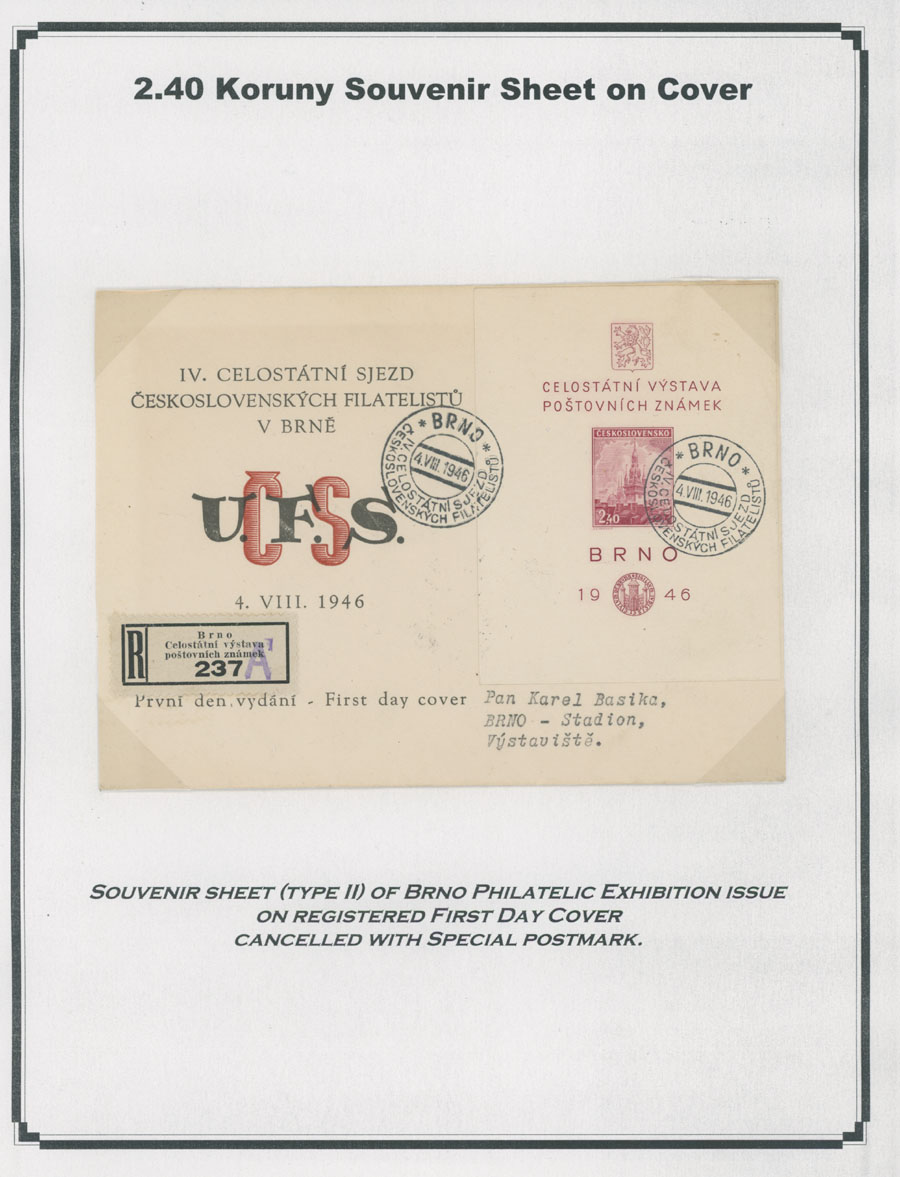 2.40 Koruny Souvenir Sheet on Cover
IV. CELOSTÁTNÍ SJEZD
ČESKOSLOVENSKÝCH FILATELISTŮ
V BRNĚ
U.Č.F.S.S.
4. VIII. 1946
R
Brno
Celostátní výstava
poštovních známek
237 A
První den vydání - First day cover
* BRNO *
4.VIII.1946
IV. CELOSTÁTNÍ SJEZD
ČESKOSLOVENSKÝCH FILATELISTŮ
CELOSTÁTNÍ VÝSTAVA
POŠTOVNÍCH ZNÁMEK
ČESKOSLOVENSKO
2.40
* BRNO *
4.VIII.1946
CELOSTÁTNÍ SJEZD
ČESKOSLOVENSKÝCH FILATELISTŮ
BRNO
19 46
Pan Karel Basika,
BRNO - Stadion,
Výstaviště.
SOUVENIR SHEET (TYPE II) OF BRNO PHILATELIC EXHIBITION ISSUE
ON REGISTERED FIRST DAY COVER
CANCELLED WITH SPECIAL POSTMARK.